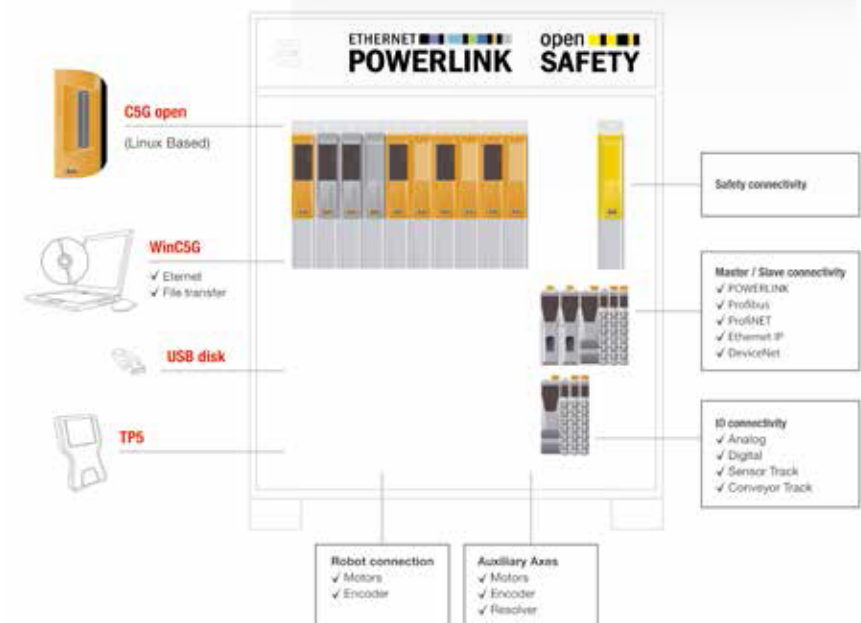 ETHERNET
POWERLINK
open
SAFETY
C5G open
(Linux Based)
WinC5G
✓ Eternet
✓ File transfer
USB disk
TP5
Safety connectivity
Master / Slave connectivity
✓ POWERLINK
✓ Profibus
✓ ProfiNET
✓ Ethernet IP
✓ DeviceNet
IO connectivity
✓ Analog
✓ Digital
✓ Sensor Track
✓ Conveyor Track
Robot connection
✓ Motors
✓ Encoder
Auxiliary Axes
✓ Motors
✓ Encoder
✓ Resolver